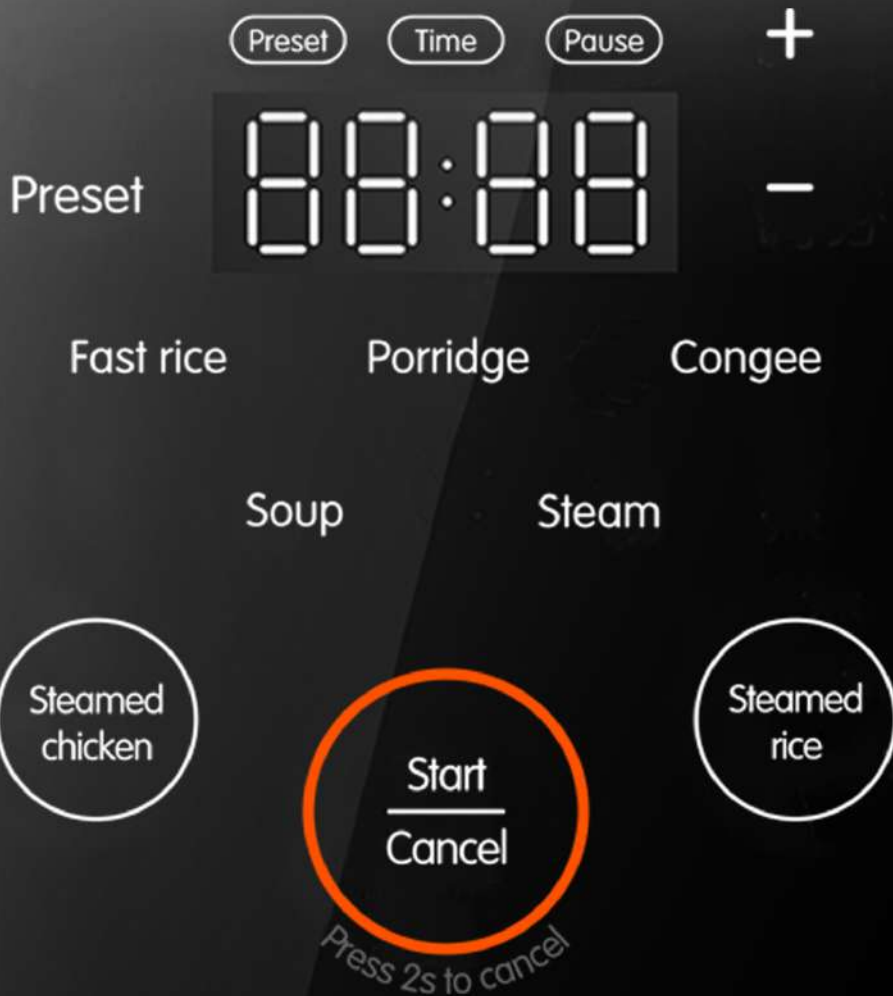 Preset Time Pause +
88:88
Preset −
Fast rice Porridge Congee
Soup Steam
Steamed
chicken
Start
Cancel
Steamed
rice
Press 2s to cancel